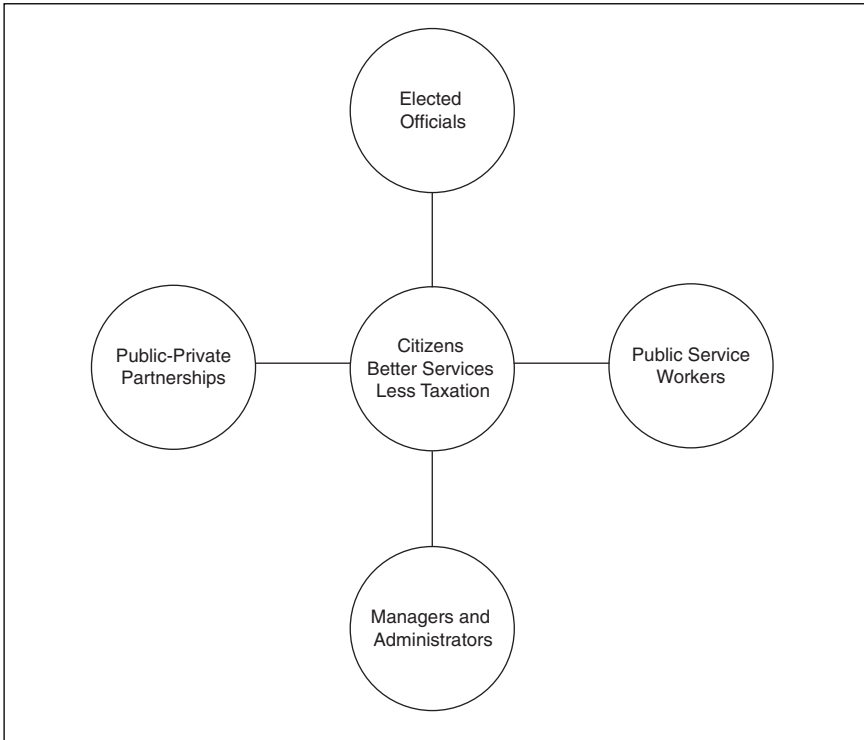 Elected
Officials
Public-Private
Partnerships
Citizens
Better Services
Less Taxation
Public Service
Workers
Managers and
Administrators